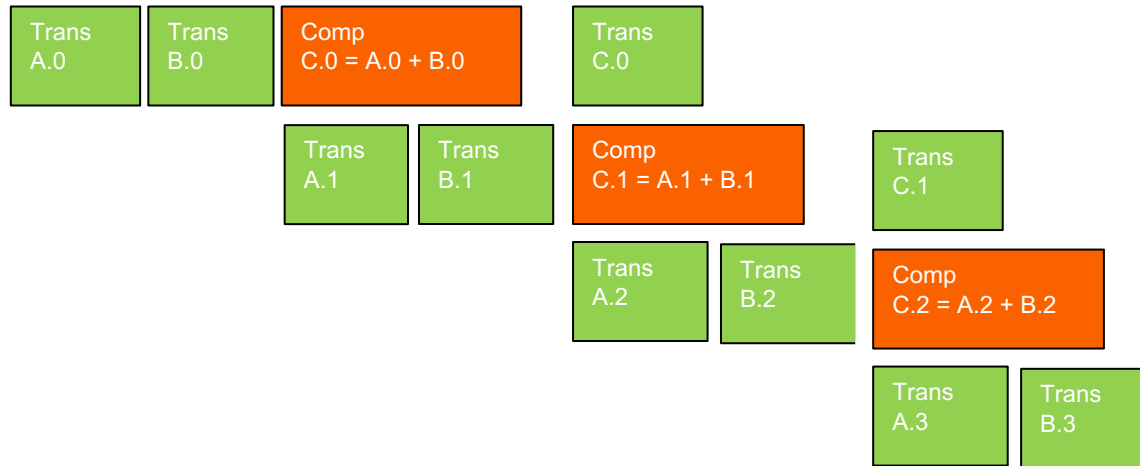 Trans
A.0
Trans
B.0
Comp
C.0 = A.0 + B.0
Trans
C.0
Trans
A.1
Trans
B.1
Comp
C.1 = A.1 + B.1
Trans
C.1
Trans
A.2
Trans
B.2
Comp
C.2 = A.2 + B.2
Trans
A.3
Trans
B.3